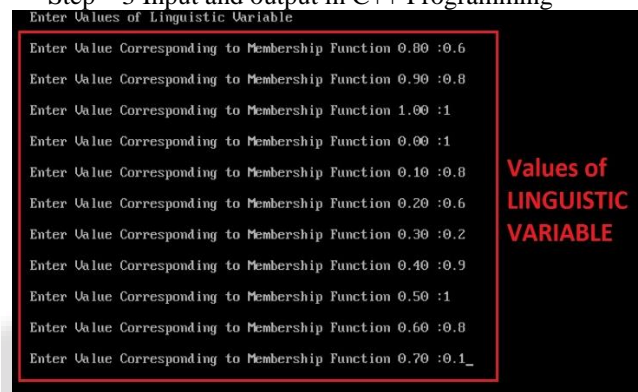 Step – 3 Input and output in C++ Programming
Enter Values of Linguistic Variable
Enter Value Corresponding to Membership Function 0.80 :0.6
Enter Value Corresponding to Membership Function 0.90 :0.8
Enter Value Corresponding to Membership Function 1.00 :1
Enter Value Corresponding to Membership Function 0.00 :1
Enter Value Corresponding to Membership Function 0.10 :0.8
Enter Value Corresponding to Membership Function 0.20 :0.6
Enter Value Corresponding to Membership Function 0.30 :0.2
Enter Value Corresponding to Membership Function 0.40 :0.9
Enter Value Corresponding to Membership Function 0.50 :1
Enter Value Corresponding to Membership Function 0.60 :0.8
Enter Value Corresponding to Membership Function 0.70 :0.1_
Values of
LINGUISTIC
VARIABLE